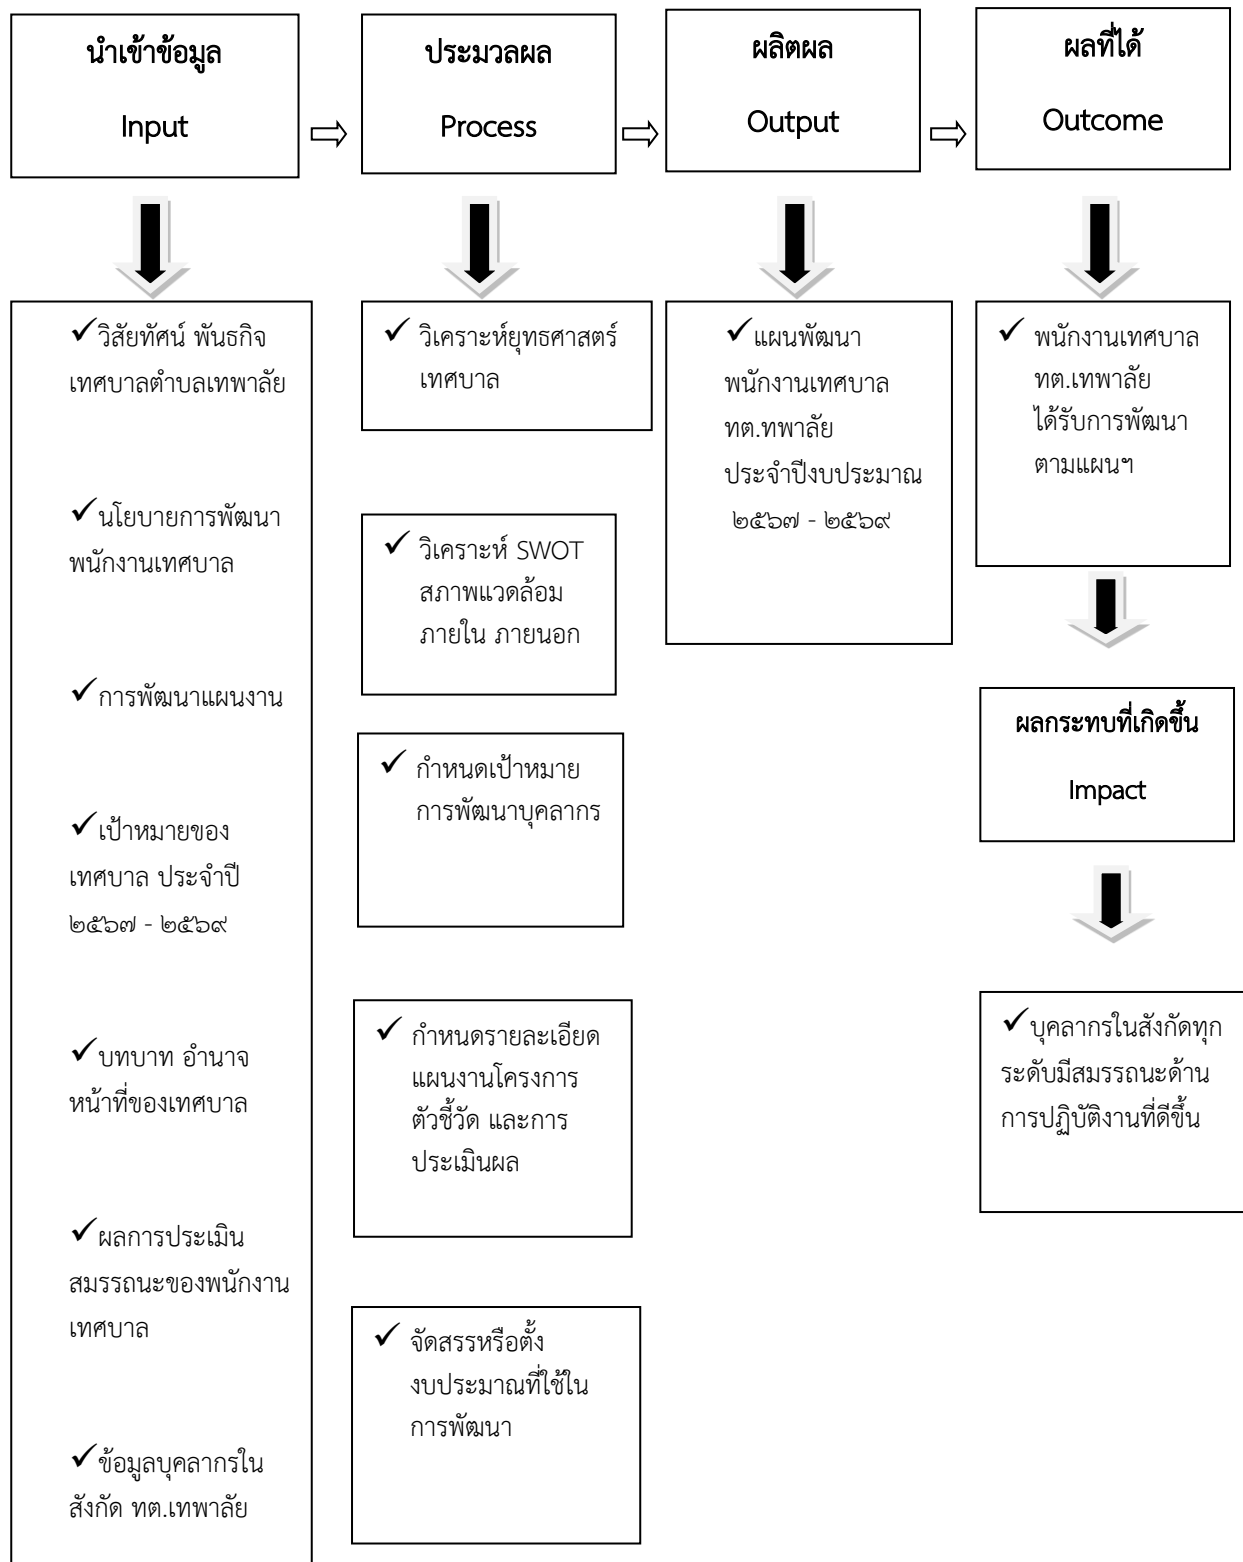 นำเข้าข้อมูล
Input
ประมวลผล
Process
ผลิตผล
Output
ผลที่ได้
Outcome
✓วิสัยทัศน์ พันธกิจ
เทศบาลตำบลเทพาลัย
✓นโยบายการพัฒนา
พนักงานเทศบาล
✓การพัฒนาแผนงาน
✓เป้าหมายของ
เทศบาล ประจำปี
๒๕๖๗ - ๒๕๖๙
✓บทบาท อำนาจ
หน้าที่ของเทศบาล
✓ผลการประเมิน
สมรรถนะของพนักงาน
เทศบาล
✓ข้อมูลบุคลากรใน
สังกัด ทต.เทพาลัย
✓ วิเคราะห์ยุทธศาสตร์
เทศบาล
✓ วิเคราะห์ SWOT
สภาพแวดล้อม
ภายใน ภายนอก
✓ กำหนดเป้าหมาย
การพัฒนาบุคลากร
✓ กำหนดรายละเอียด
แผนงานโครงการ
ตัวชี้วัด และการ
ประเมินผล
✓ จัดสรรหรือตั้ง
งบประมาณที่ใช้ใน
การพัฒนา
✓แผนพัฒนา
พนักงานเทศบาล
ทต.ทพาลัย
ประจำปีงบประมาณ
๒๕๖๗ - ๒๕๖๙
✓ พนักงานเทศบาล
ทต.เทพาลัย
ได้รับการพัฒนา
ตามแผนฯ
ผลกระทบที่เกิดขึ้น
Impact
✓บุคลากรในสังกัดทุก
ระดับมีสมรรถนะด้าน
การปฏิบัติงานที่ดีขึ้น